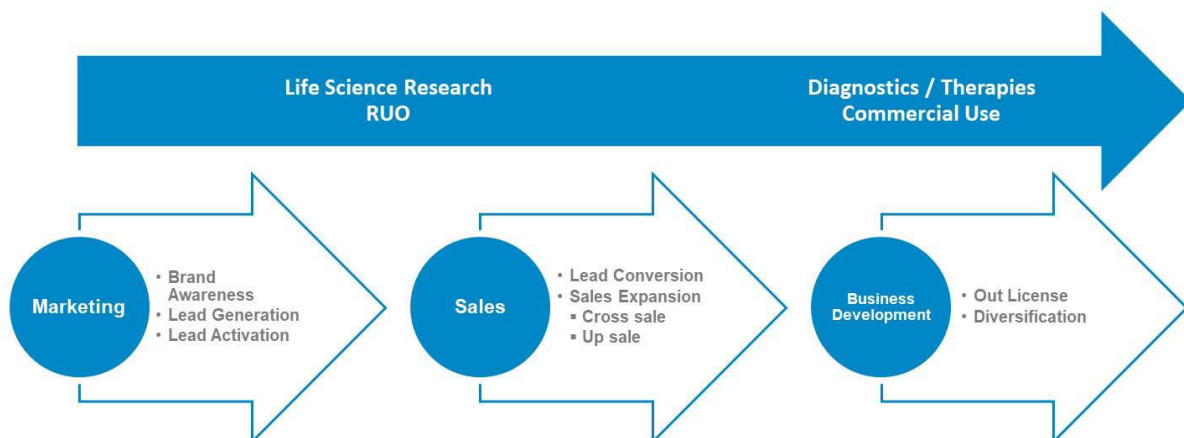 Life Science Research
RUO
Diagnostics / Therapies
Commercial Use
Marketing
• Brand
Awareness
• Lead Generation
• Lead Activation
Sales
• Lead Conversion
• Sales Expansion
▪ Cross sale
▪ Up sale
Business
Development
• Out License
• Diversification